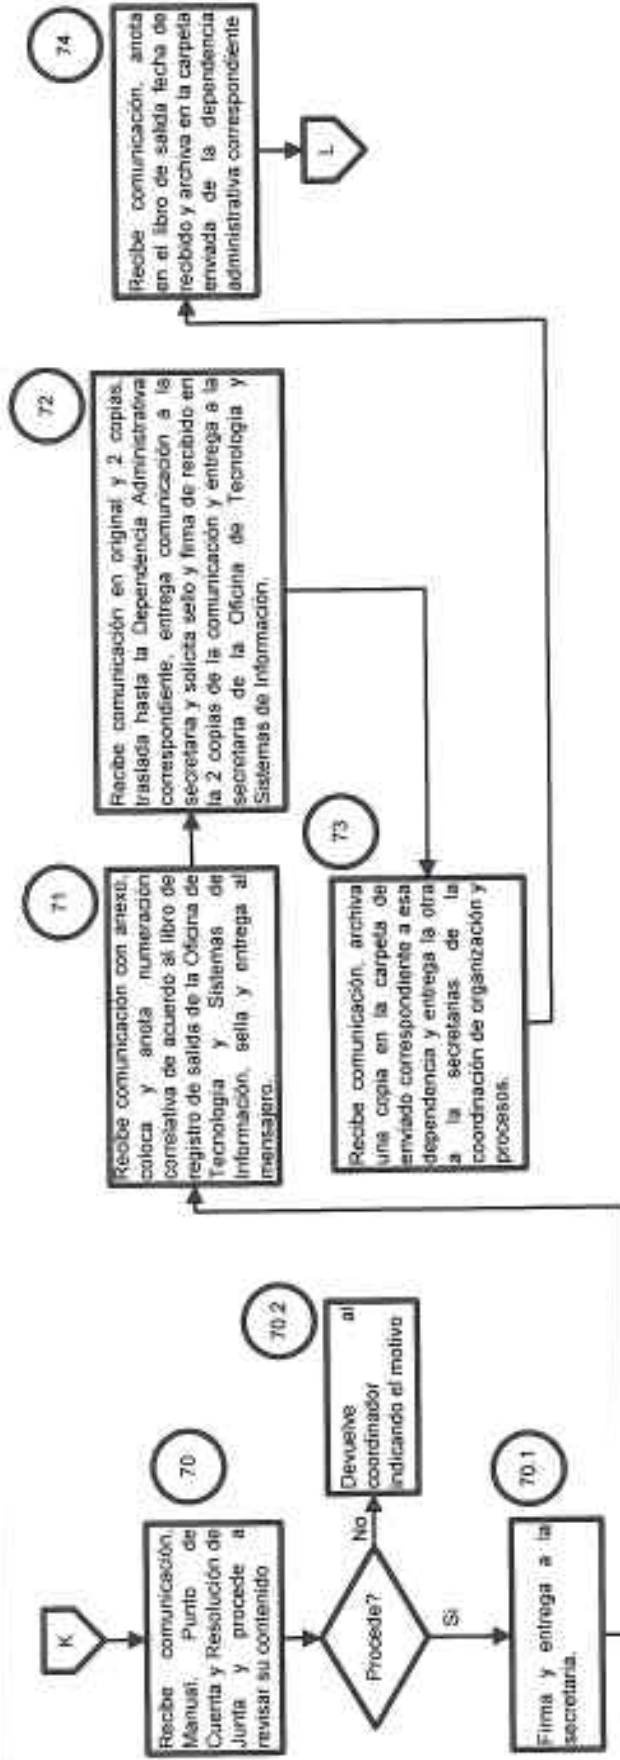 K
70
Recibe comunicación,
Manual, Punto de
Cuenta y Resolución de
Junta y procede a
revisar su contenido
Procede?
No
Si
70.2
Devuelve al
coordinador
indicando el motivo
70.1
Firma y entrega a la
secretaria.
71
Recibe comunicación con anexo,
coloca y anota numeración
correlativa de acuerdo al libro de
registro de salida de la Oficina de
Tecnología y Sistemas de
Información, sella y entrega al
mensajero.
72
Recibe comunicación en original y 2 copias,
traslada hasta la Dependencia Administrativa
correspondiente, entrega comunicación a la
secretaria y solicita sello y firma de recibido en
la 2 copias de la comunicación y entrega a la
secretaria de la Oficina de Tecnología y
Sistemas de Información.
73
Recibe comunicación, archiva
una copia en la carpeta de
enviado correspondiente a esa
dependencia y entrega la otra
a la secretarias de la
coordinación de organización y
procesos.
74
Recibe comunicación, anota
en el libro de salida fecha de
recibido y archiva en la carpeta
enviada de la dependencia
administrativa correspondiente
L